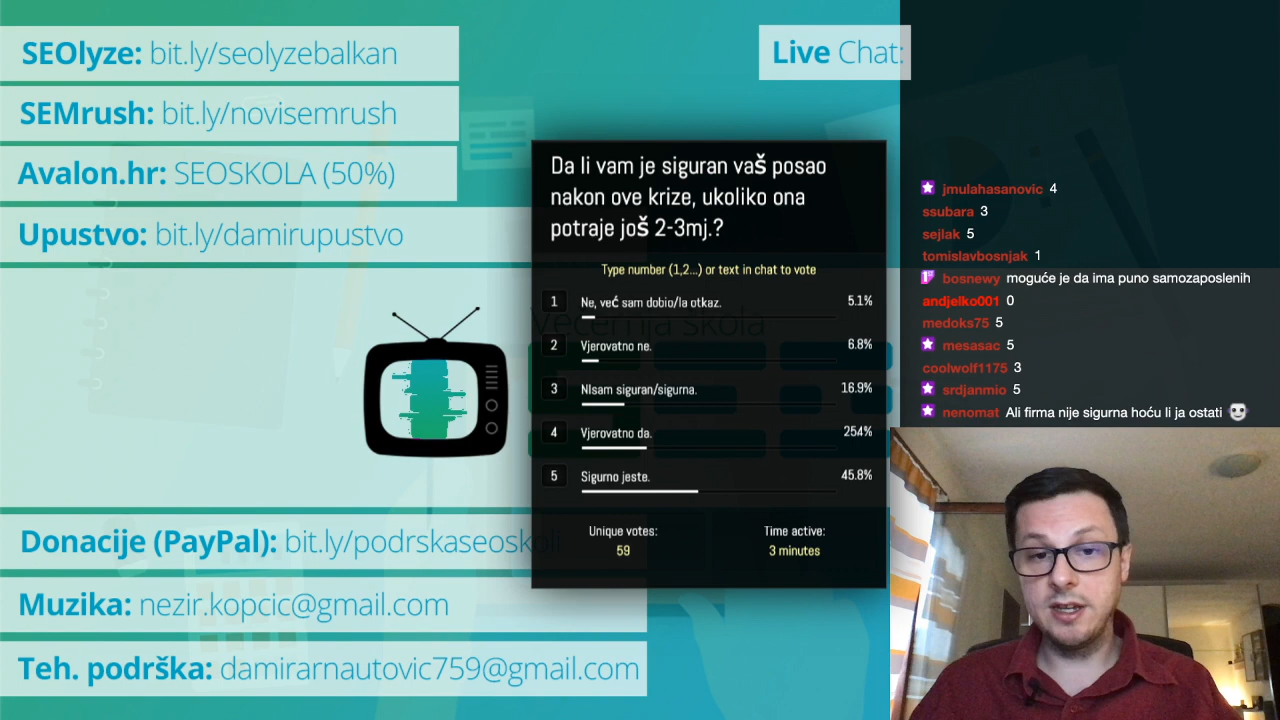 SEOlyze: bit.ly/seolyzebalkan
SEMrush: bit.ly/novisemrush
Avalon.hr: SEOSKOLA (50%)
Upustvo: bit.ly/damirupustvo
Donacije (PayPal): bit.ly/podrskaseoskoli
Muzika: nezir.kopcic@gmail.com
Teh. podrška: damirarnautovic759@gmail.com
Večernja škola
Da li vam je siguran vaš posao
nakon ove krize, ukoliko ona
potraje još 2-3mj.?
Type number (1,2...) or text in chat to vote
1 Ne, već sam dobio/la otkaz. 5.1%
2 Vjerovatno ne. 6.8%
3 NIsam siguran/sigurna. 16.9%
4 Vjerovatno da. 254%
5 Sigurno jeste. 45.8%
Unique votes: Time active:
59 3 minutes
Live Chat:
jmulahasanovic 4
ssubara 3
sejlak 5
tomislavbosnjak 1
bosnewy moguće je da ima puno samozaposlenih
andjelko001 0
medoks75 5
mesasac 5
coolwolf1175 3
srdjanmio 5
nenomat Ali firma nije sigurna hoću li ja ostati